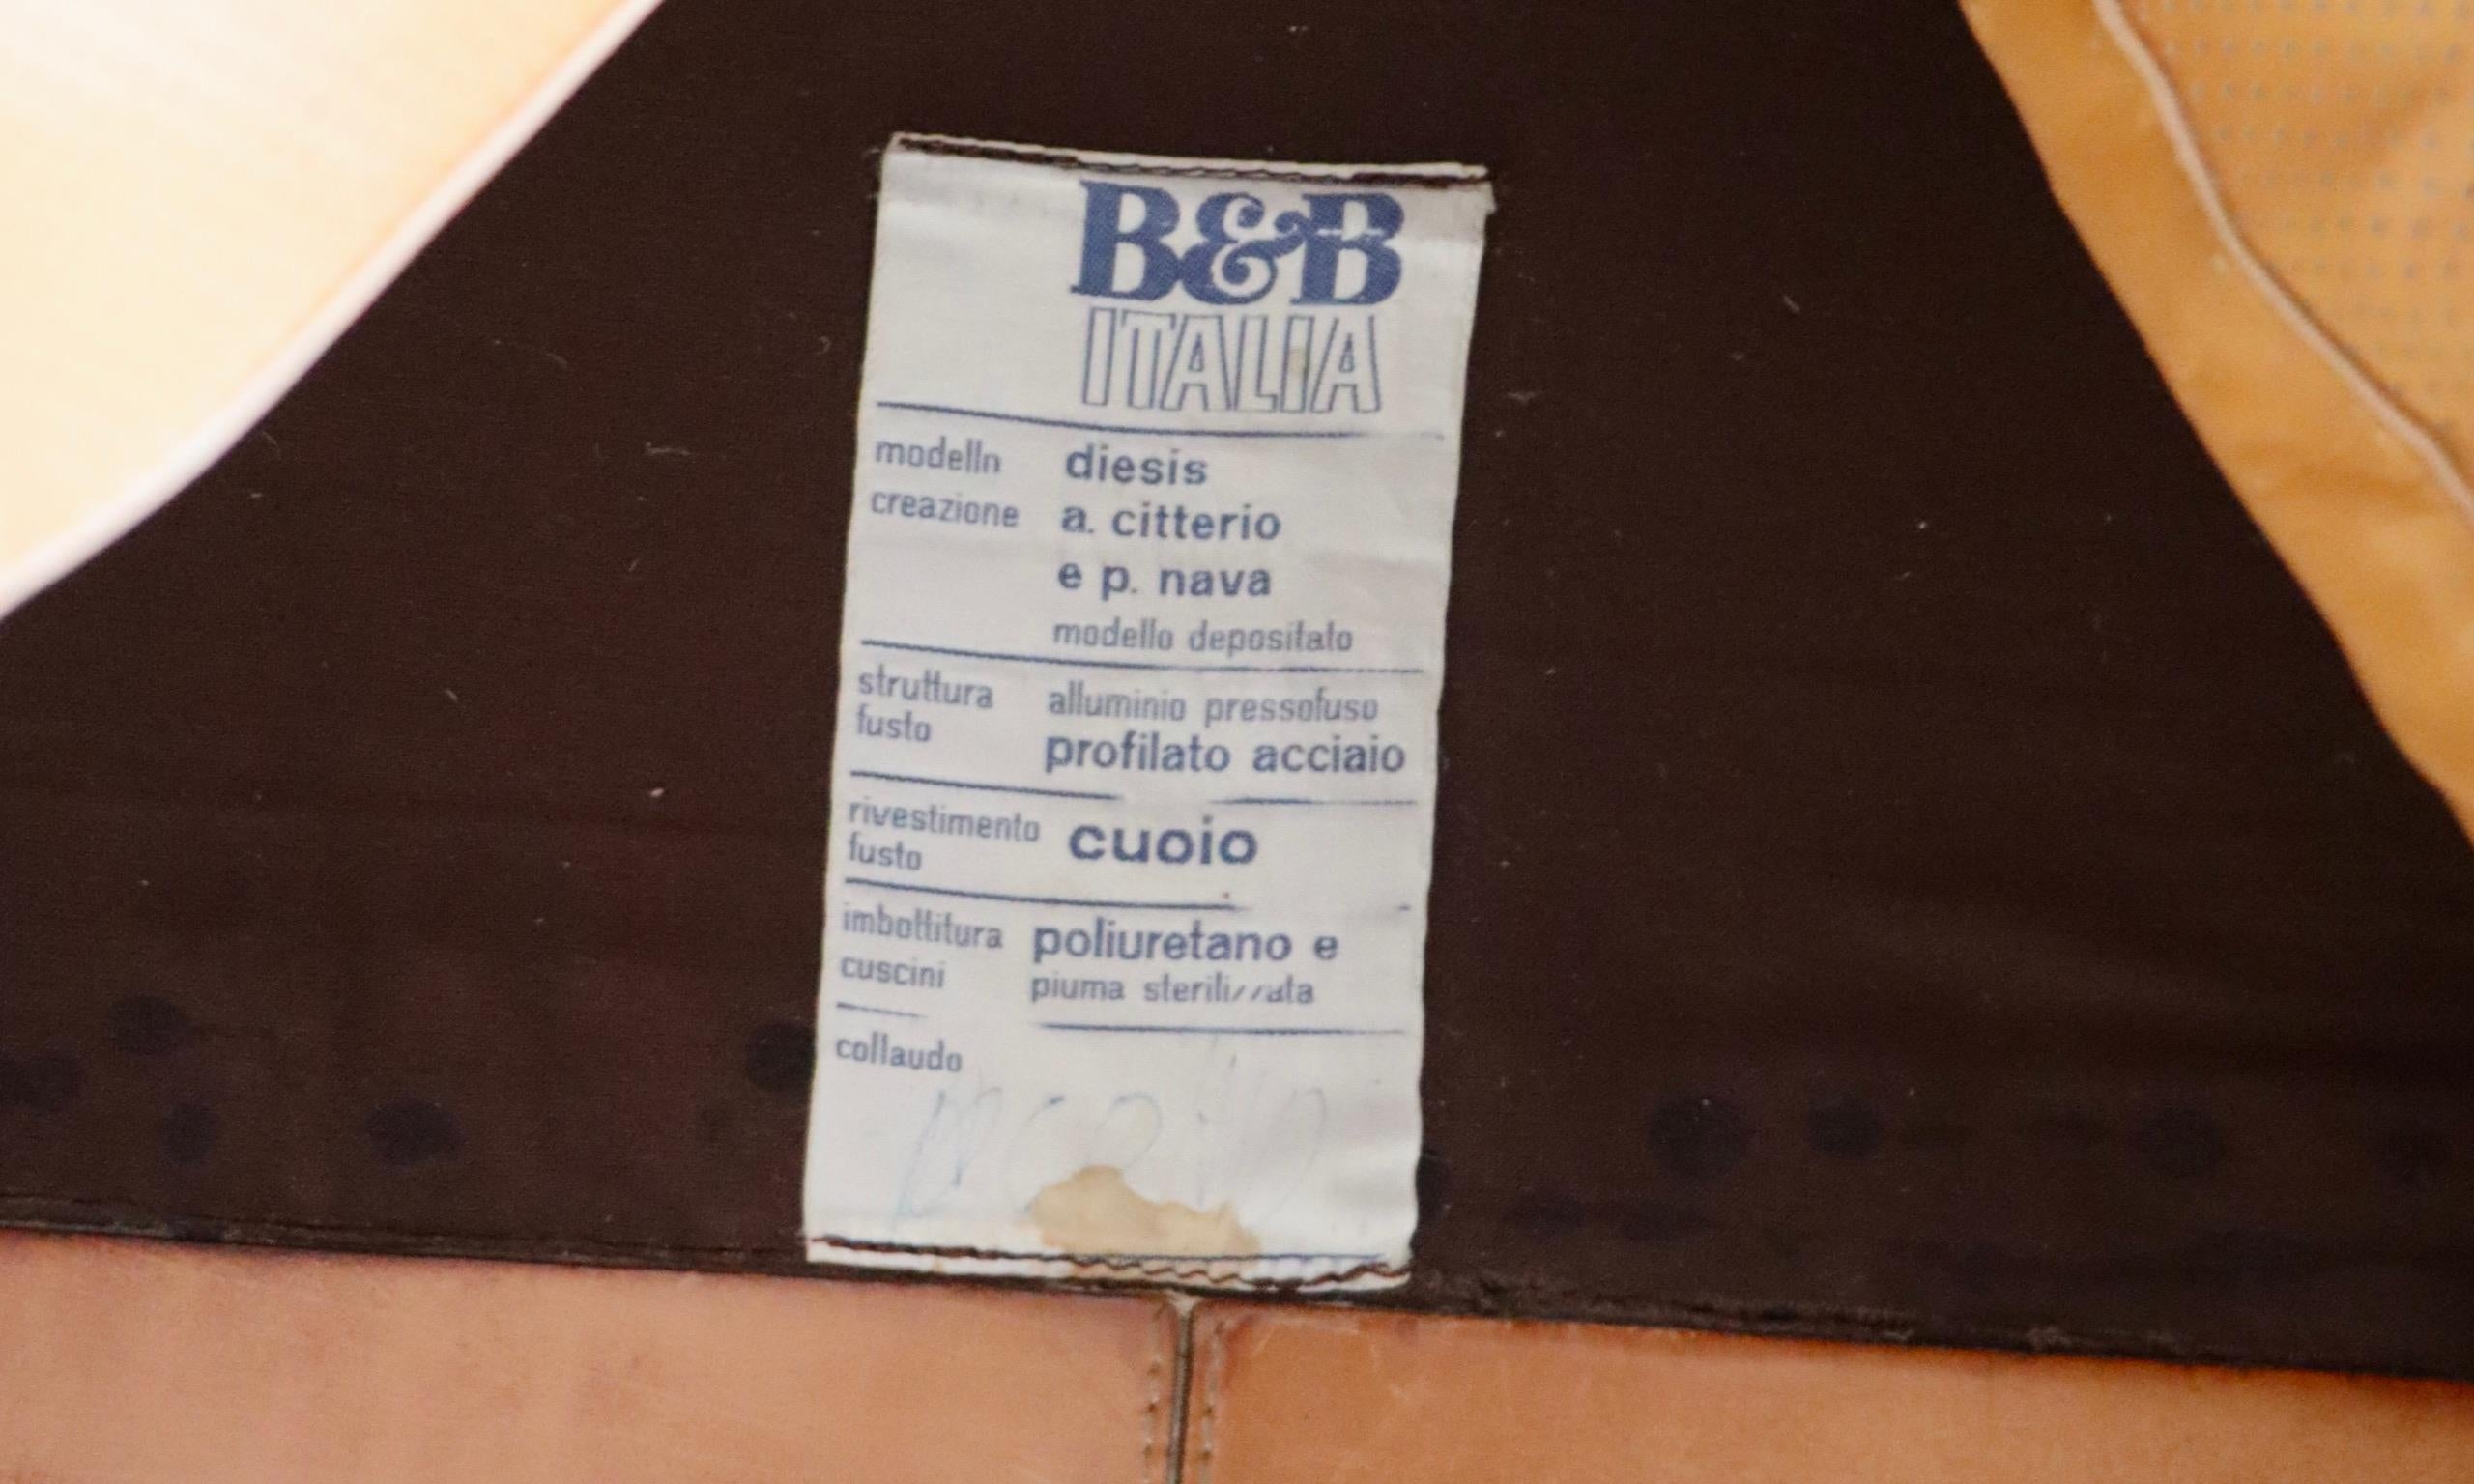 B&B
ITALIA
modello diesis
creazione a. citterio
e p. nava
modello depositato
struttura alluminio pressofuso
fusto profilato acciaio
rivestimento cuoio
fusto
imbottitura poliuretano e
cuscini piuma sterilizzata
collaudo